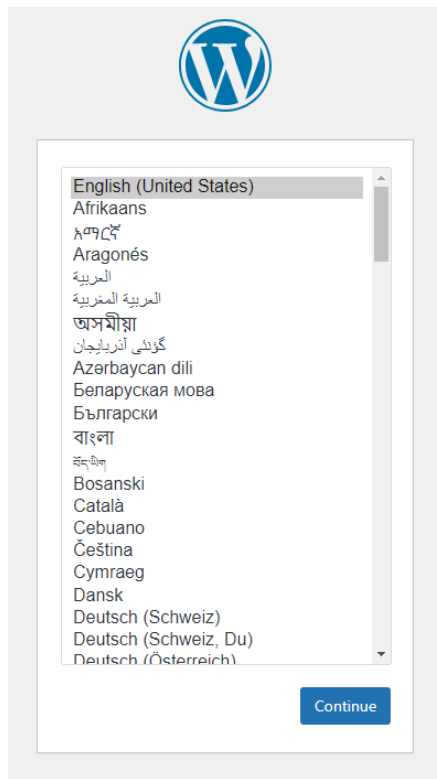 English (United States)
Afrikaans
አማርኛ
Aragonés
العربية
العربية المغربية
অসমীয়া
گؤنئی آذربایجان
Azərbaycan dili
Беларуская мова
Български
বাংলা
བོད་ཡིག
Bosanski
Català
Cebuano
Čeština
Cymraeg
Dansk
Deutsch (Schweiz)
Deutsch (Schweiz, Du)
Deutsch (Österreich)
Continue